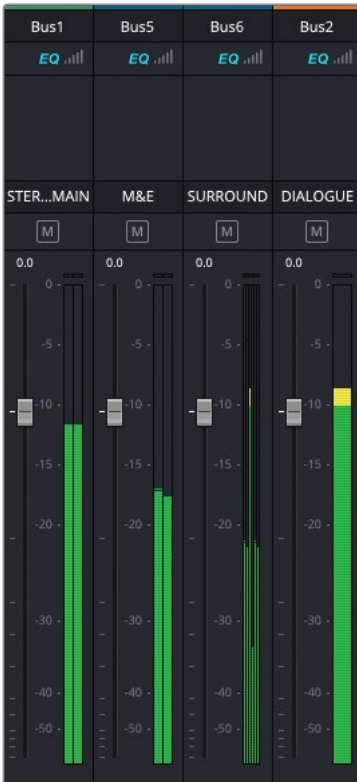 Bus1 Bus5 Bus6 Bus2
EQ EQ EQ EQ
STER...MAIN M&E SURROUND DIALOGUE
M M M M
0.0 0.0 0.0 0.0
0 0 0 0
-5 -5 -5 -5
-10 -10 -10 -10
-15 -15 -15 -15
-20 -20 -20 -20
-30 -30 -30 -30
-40 -40 -40 -40
-50 -50 -50 -50